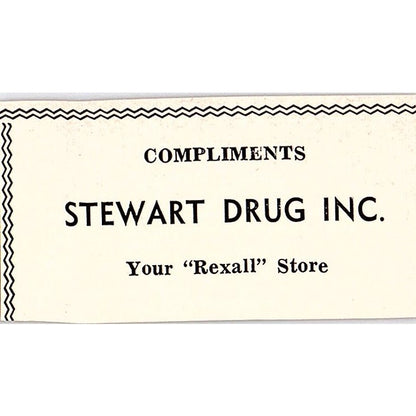 COMPLIMENTS
STEWART DRUG INC.
Your "Rexall" Store